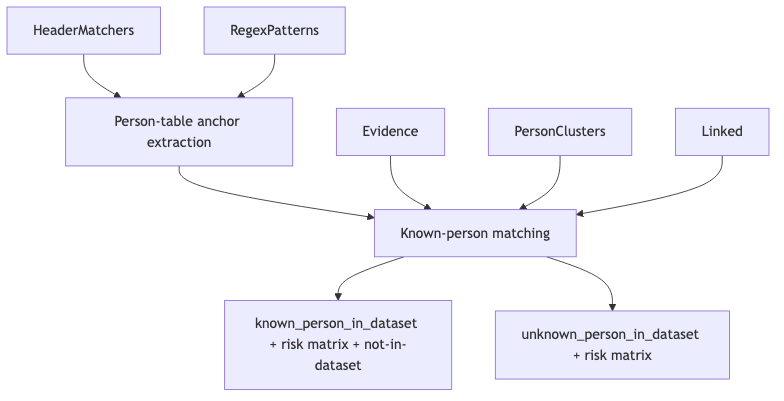 HeaderMatchers
RegexPatterns
Person-table anchor
extraction
Evidence
PersonClusters
Linked
Known-person matching
known_person_in_dataset
+ risk matrix + not-in-
dataset
unknown_person_in_dataset
+ risk matrix